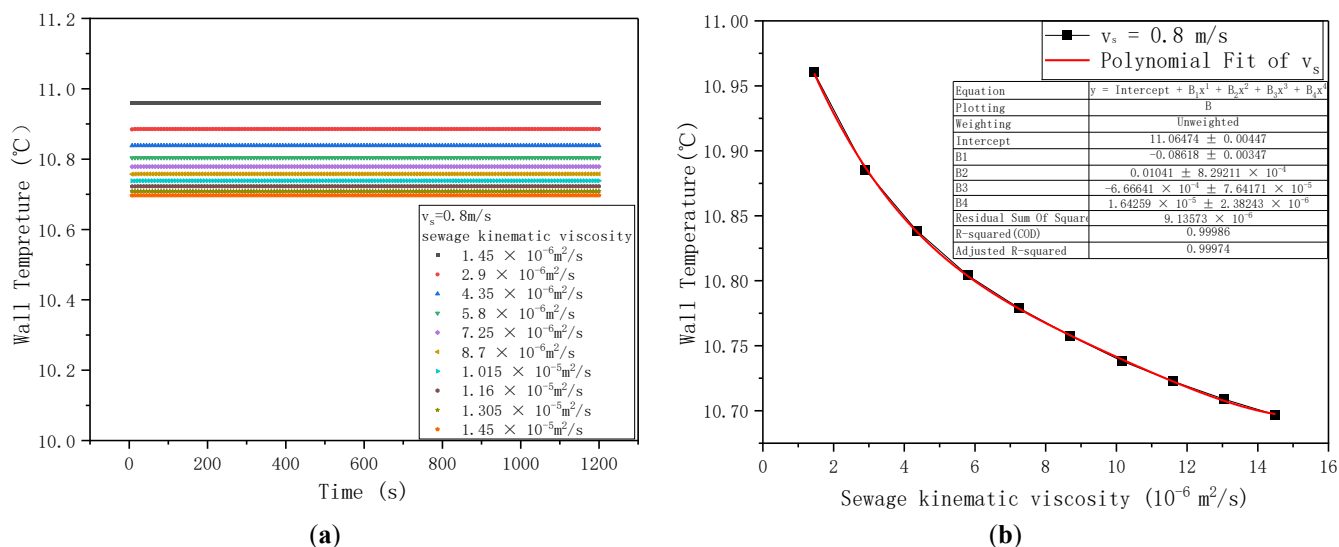 11.2
11.0
10.8
10.6
10.4
10.2
10.0
Wall Tempreture (℃)
v_s=0.8m/s
sewage kinematic viscosity
1.45 × 10^-6m^2/s
2.9 × 10^-6m^2/s
4.35 × 10^-6m^2/s
5.8 × 10^-6m^2/s
7.25 × 10^-6m^2/s
8.7 × 10^-6m^2/s
1.015 × 10^-5m^2/s
1.16 × 10^-5m^2/s
1.305 × 10^-5m^2/s
1.45 × 10^-5m^2/s
0 200 400 600 800 1000 1200
Time (s)
(a)
11.00
10.95
10.90
10.85
10.80
10.75
10.70
Wall Temperature(℃)
v_s = 0.8 m/s
Polynomial Fit of v_s
Equation y = Intercept + B_1x^1 + B_2x^2 + B_3x^3 + B_4x^4
Plotting B
Weighting Unweighted
Intercept 11.06474 ± 0.00447
B1 -0.08618 ± 0.00347
B2 0.01041 ± 8.29211 × 10^-4
B3 -6.66641 × 10^-4 ± 7.64171 × 10^-5
B4 1.64259 × 10^-5 ± 2.38243 × 10^-6
Residual Sum Of Square 9.13573 × 10^-6
R-squared(COD) 0.99986
Adjusted R-squared 0.99974
0 2 4 6 8 10 12 14 16
Sewage kinematic viscosity (10^-6 m^2/s)
(b)